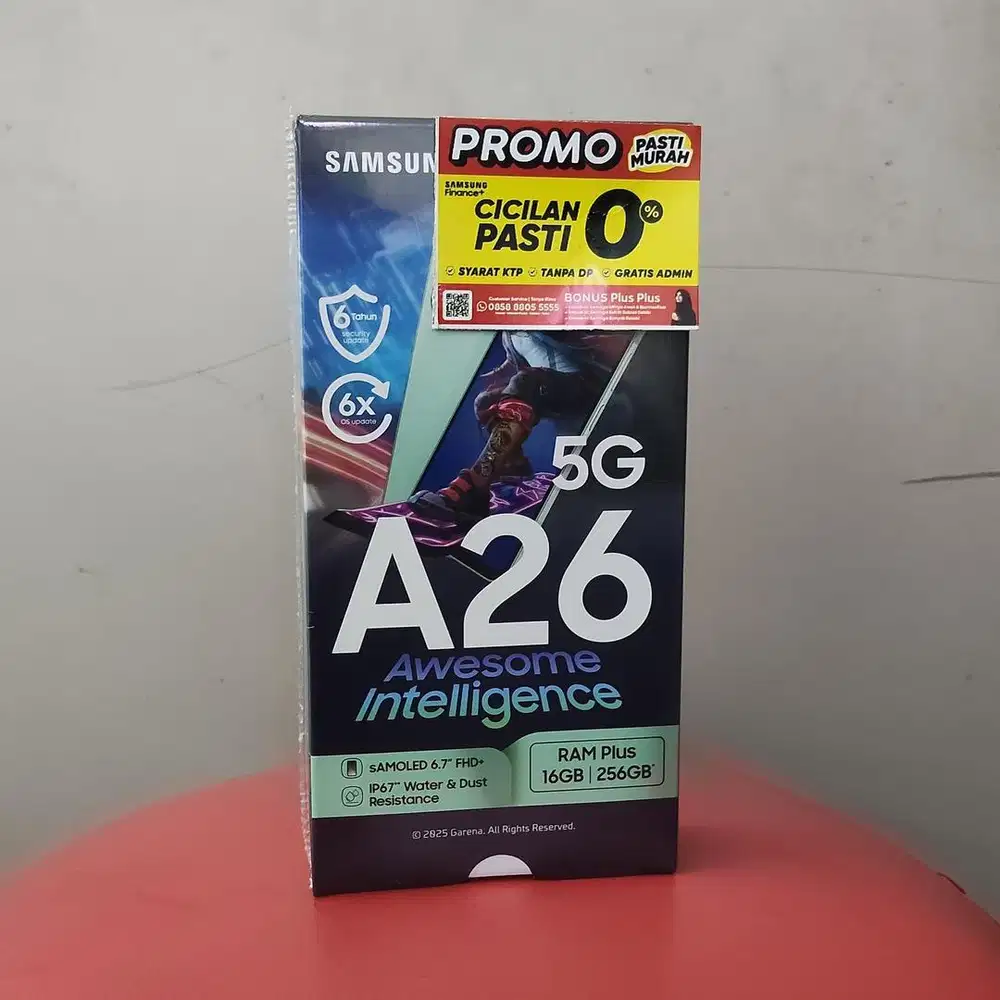 SAMSUN
PROMO
PASTI
MURAH
SAMSUNG
Finance+
CICILAN
PASTI
0%
SYARAT KTP
TANPA DP
GRATIS ADMIN
0858 8805 5555
BONUS Plus Plus
6 Tahun
security
update
6X
OS update
5G
A26
Awesome
Intelligence
sAMOLED 6.7" FHD+
IP67** Water & Dust
Resistance
RAM Plus
16GB | 256GB*
© 2025 Garena. All Rights Reserved.